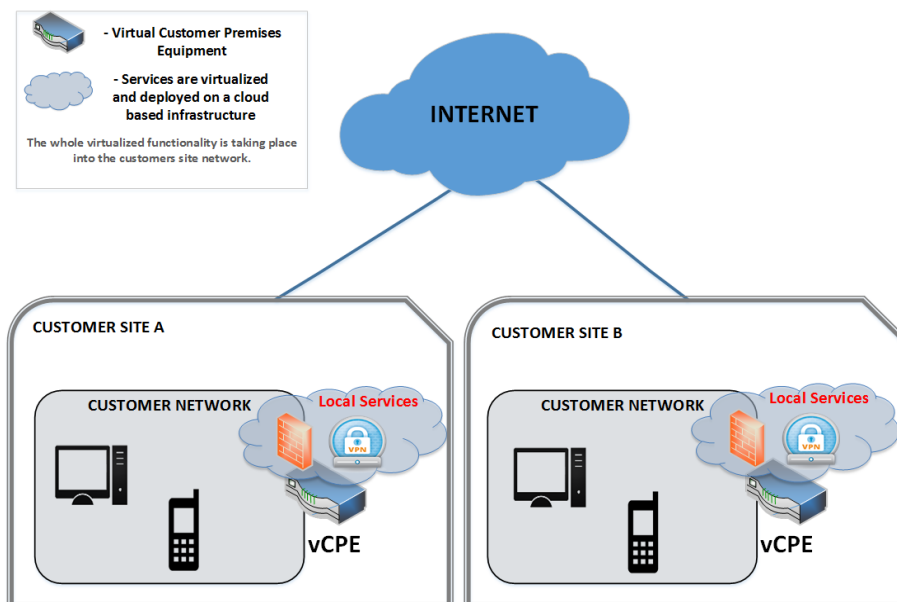 - Virtual Customer Premises
Equipment
- Services are virtualized
and deployed on a cloud
based infrastructure
The whole virtualized functionality is taking place
into the customers site network.
INTERNET
CUSTOMER SITE A
CUSTOMER NETWORK
Local Services
VPN
vCPE
CUSTOMER SITE B
CUSTOMER NETWORK
Local Services
VPN
vCPE